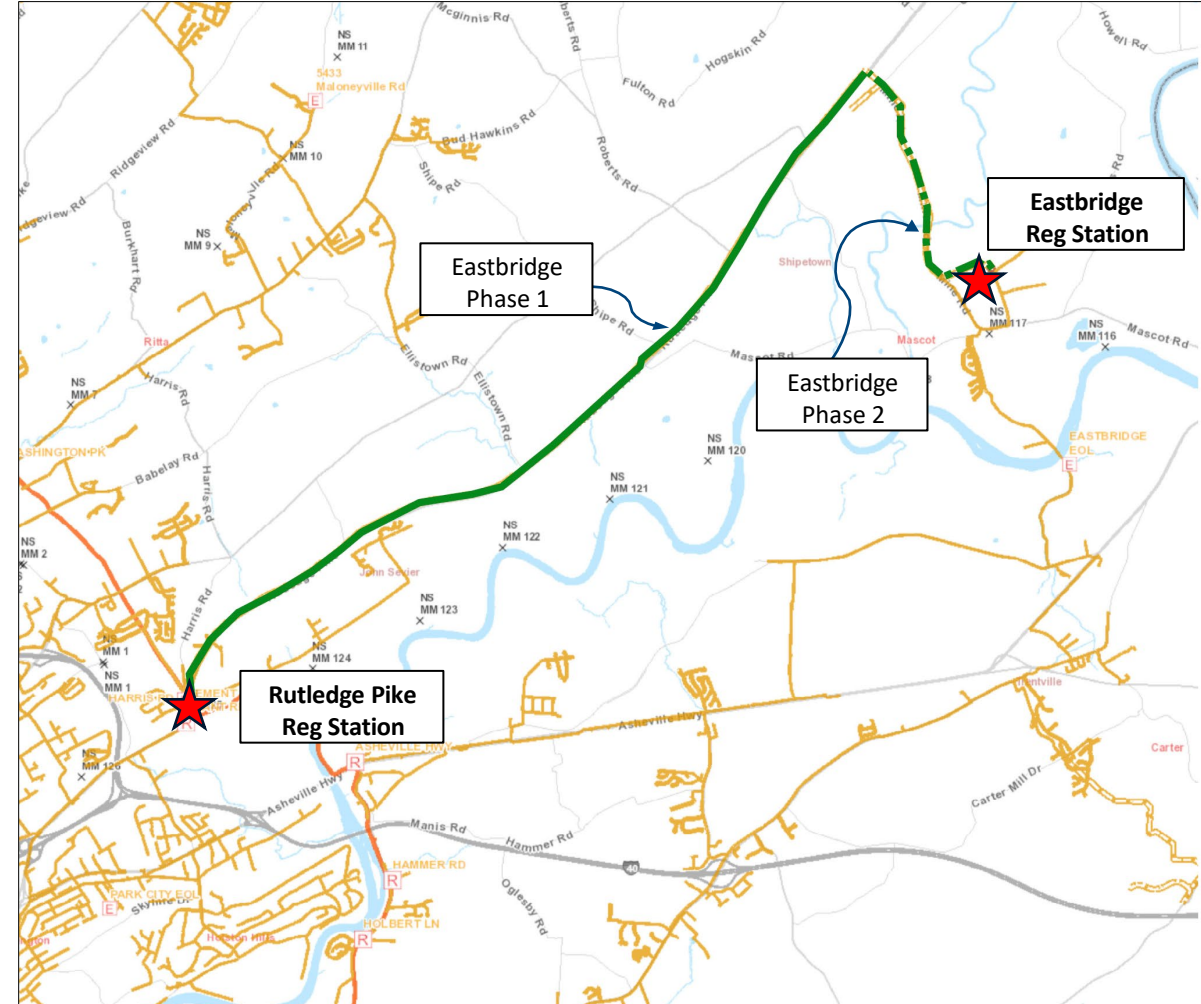 Mcginnis Rd
Roberts Rd
Howell Rd
NS
MM 11
Hogskin Rd
5433
Maloneyville Rd
E
Fulton Rd
Bud Hawkins Rd
Ridgeview Rd
NS
MM 10
Shipe Rd
Roberts Rd
Eastbridge
Reg Station
Burkhart Rd
NS
MM 9
Eastbridge
Phase 1
Shipetown
NS
MM 117
NS
MM 116
Mascot Rd
Ritta
Mascot Rd
Mascot
Ellistown Rd
Ellistown Rd
Harris Rd
NS
MM 7
Eastbridge
Phase 2
EASTBRIDGE
EOL
E
NS
MM 120
Babelay Rd
Harris Rd
NS
MM 121
NS
MM 2
NS
MM 122
John Sevier
Harris Rd
NS
MM 123
NS
MM 1
NS
MM 1
NS
MM 124
Rutledge Pike
Reg Station
R
Asheville Hwy
ASHEVILLE HWY
R
Carter
NS
MM 126
Asheville Hwy
Carter Mill Dr
Manis Rd
Hammer Rd
40
HAMMER RD
R
PARK CITY EOL
E
Oglesby Rd
HOLBERT LN
R
Holston Hills